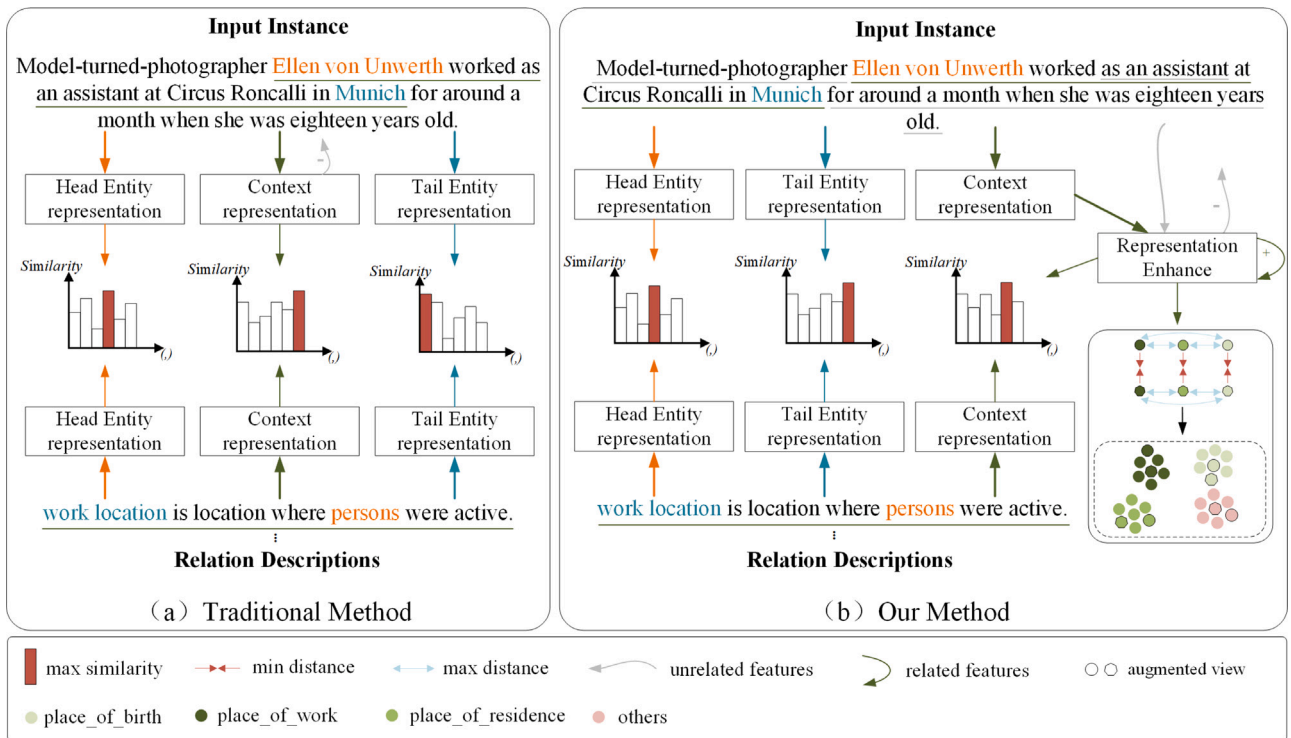 Input Instance
Model-turned-photographer Ellen von Unwerth worked as
an assistant at Circus Roncalli in Munich for around a
month when she was eighteen years old.
-
Head Entity
representation
Context
representation
Tail Entity
representation
Similarity
(,)
Similarity
(,)
Similarity
(,)
Head Entity
representation
Context
representation
Tail Entity
representation
work location is location where persons were active.
...
Relation Descriptions
(a) Traditional Method
Input Instance
Model-turned-photographer Ellen von Unwerth worked as an assistant at
Circus Roncalli in Munich for around a month when she was eighteen years
old.
Head Entity
representation
Tail Entity
representation
Context
representation
-
Representation
Enhance
+
Similarity
(,)
Similarity
(,)
Similarity
(,)
Head Entity
representation
Tail Entity
representation
Context
representation
work location is location where persons were active.
...
Relation Descriptions
(b) Our Method
max similarity
min distance
max distance
unrelated features
related features
augmented view
place_of_birth
place_of_work
place_of_residence
others